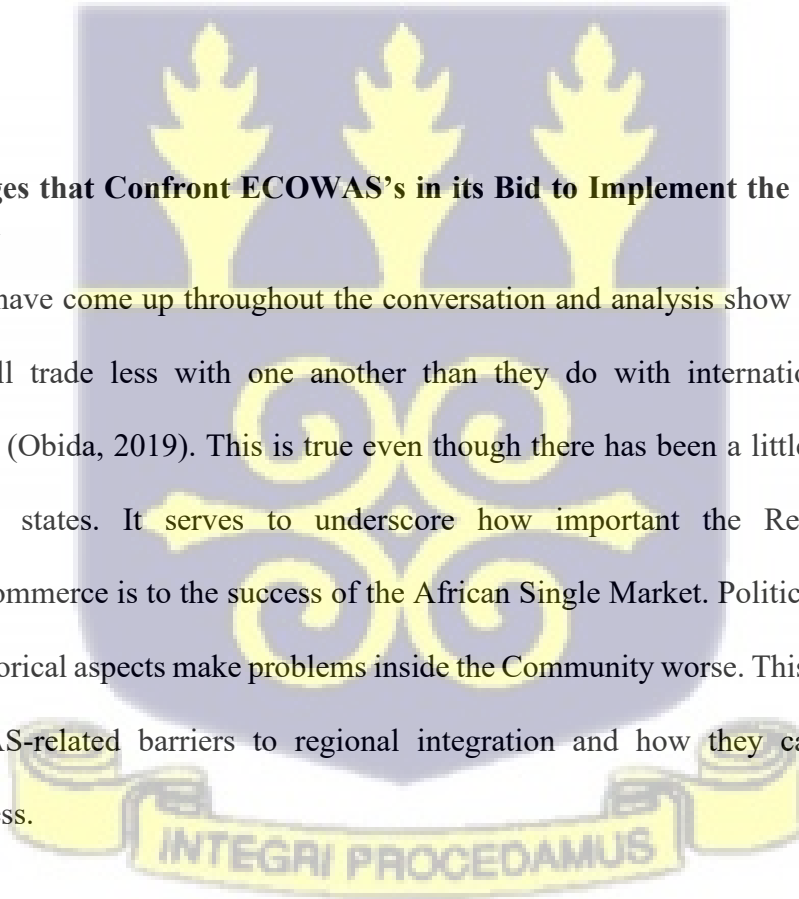 ges that Confront ECOWAS’s in its Bid to Implement the
have come up throughout the conversation and analysis show
ll trade less with one another than they do with internatio
(Obida, 2019). This is true even though there has been a little
states. It serves to underscore how important the Re
ommerce is to the success of the African Single Market. Politic
orical aspects make problems inside the Community worse. This
AS-related barriers to regional integration and how they ca
ess.
INTEGRI PROCEDAMUS